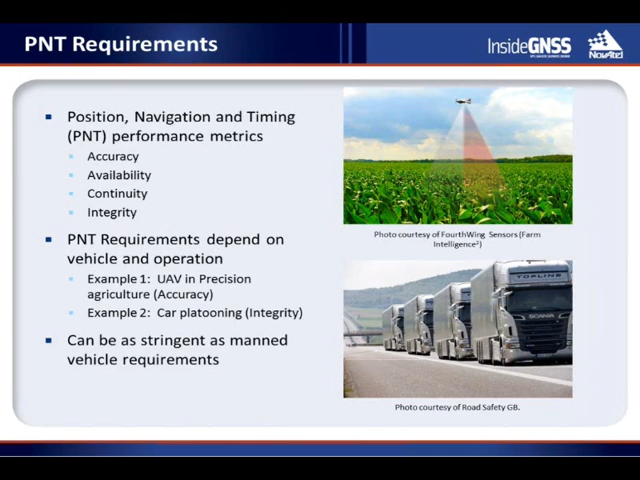 PNT Requirements
InsideGNSS
NovAtel
Position, Navigation and Timing
(PNT) performance metrics
Accuracy
Availability
Continuity
Integrity
PNT Requirements depend on
vehicle and operation
Example 1: UAV in Precision
agriculture (Accuracy)
Example 2: Car platooning (Integrity)
Can be as stringent as manned
vehicle requirements
Photo courtesy of FourthWing Sensors (Farm
Intelligence²)
TOPLINE
SCANIA
Photo courtesy of Road Safety GB.